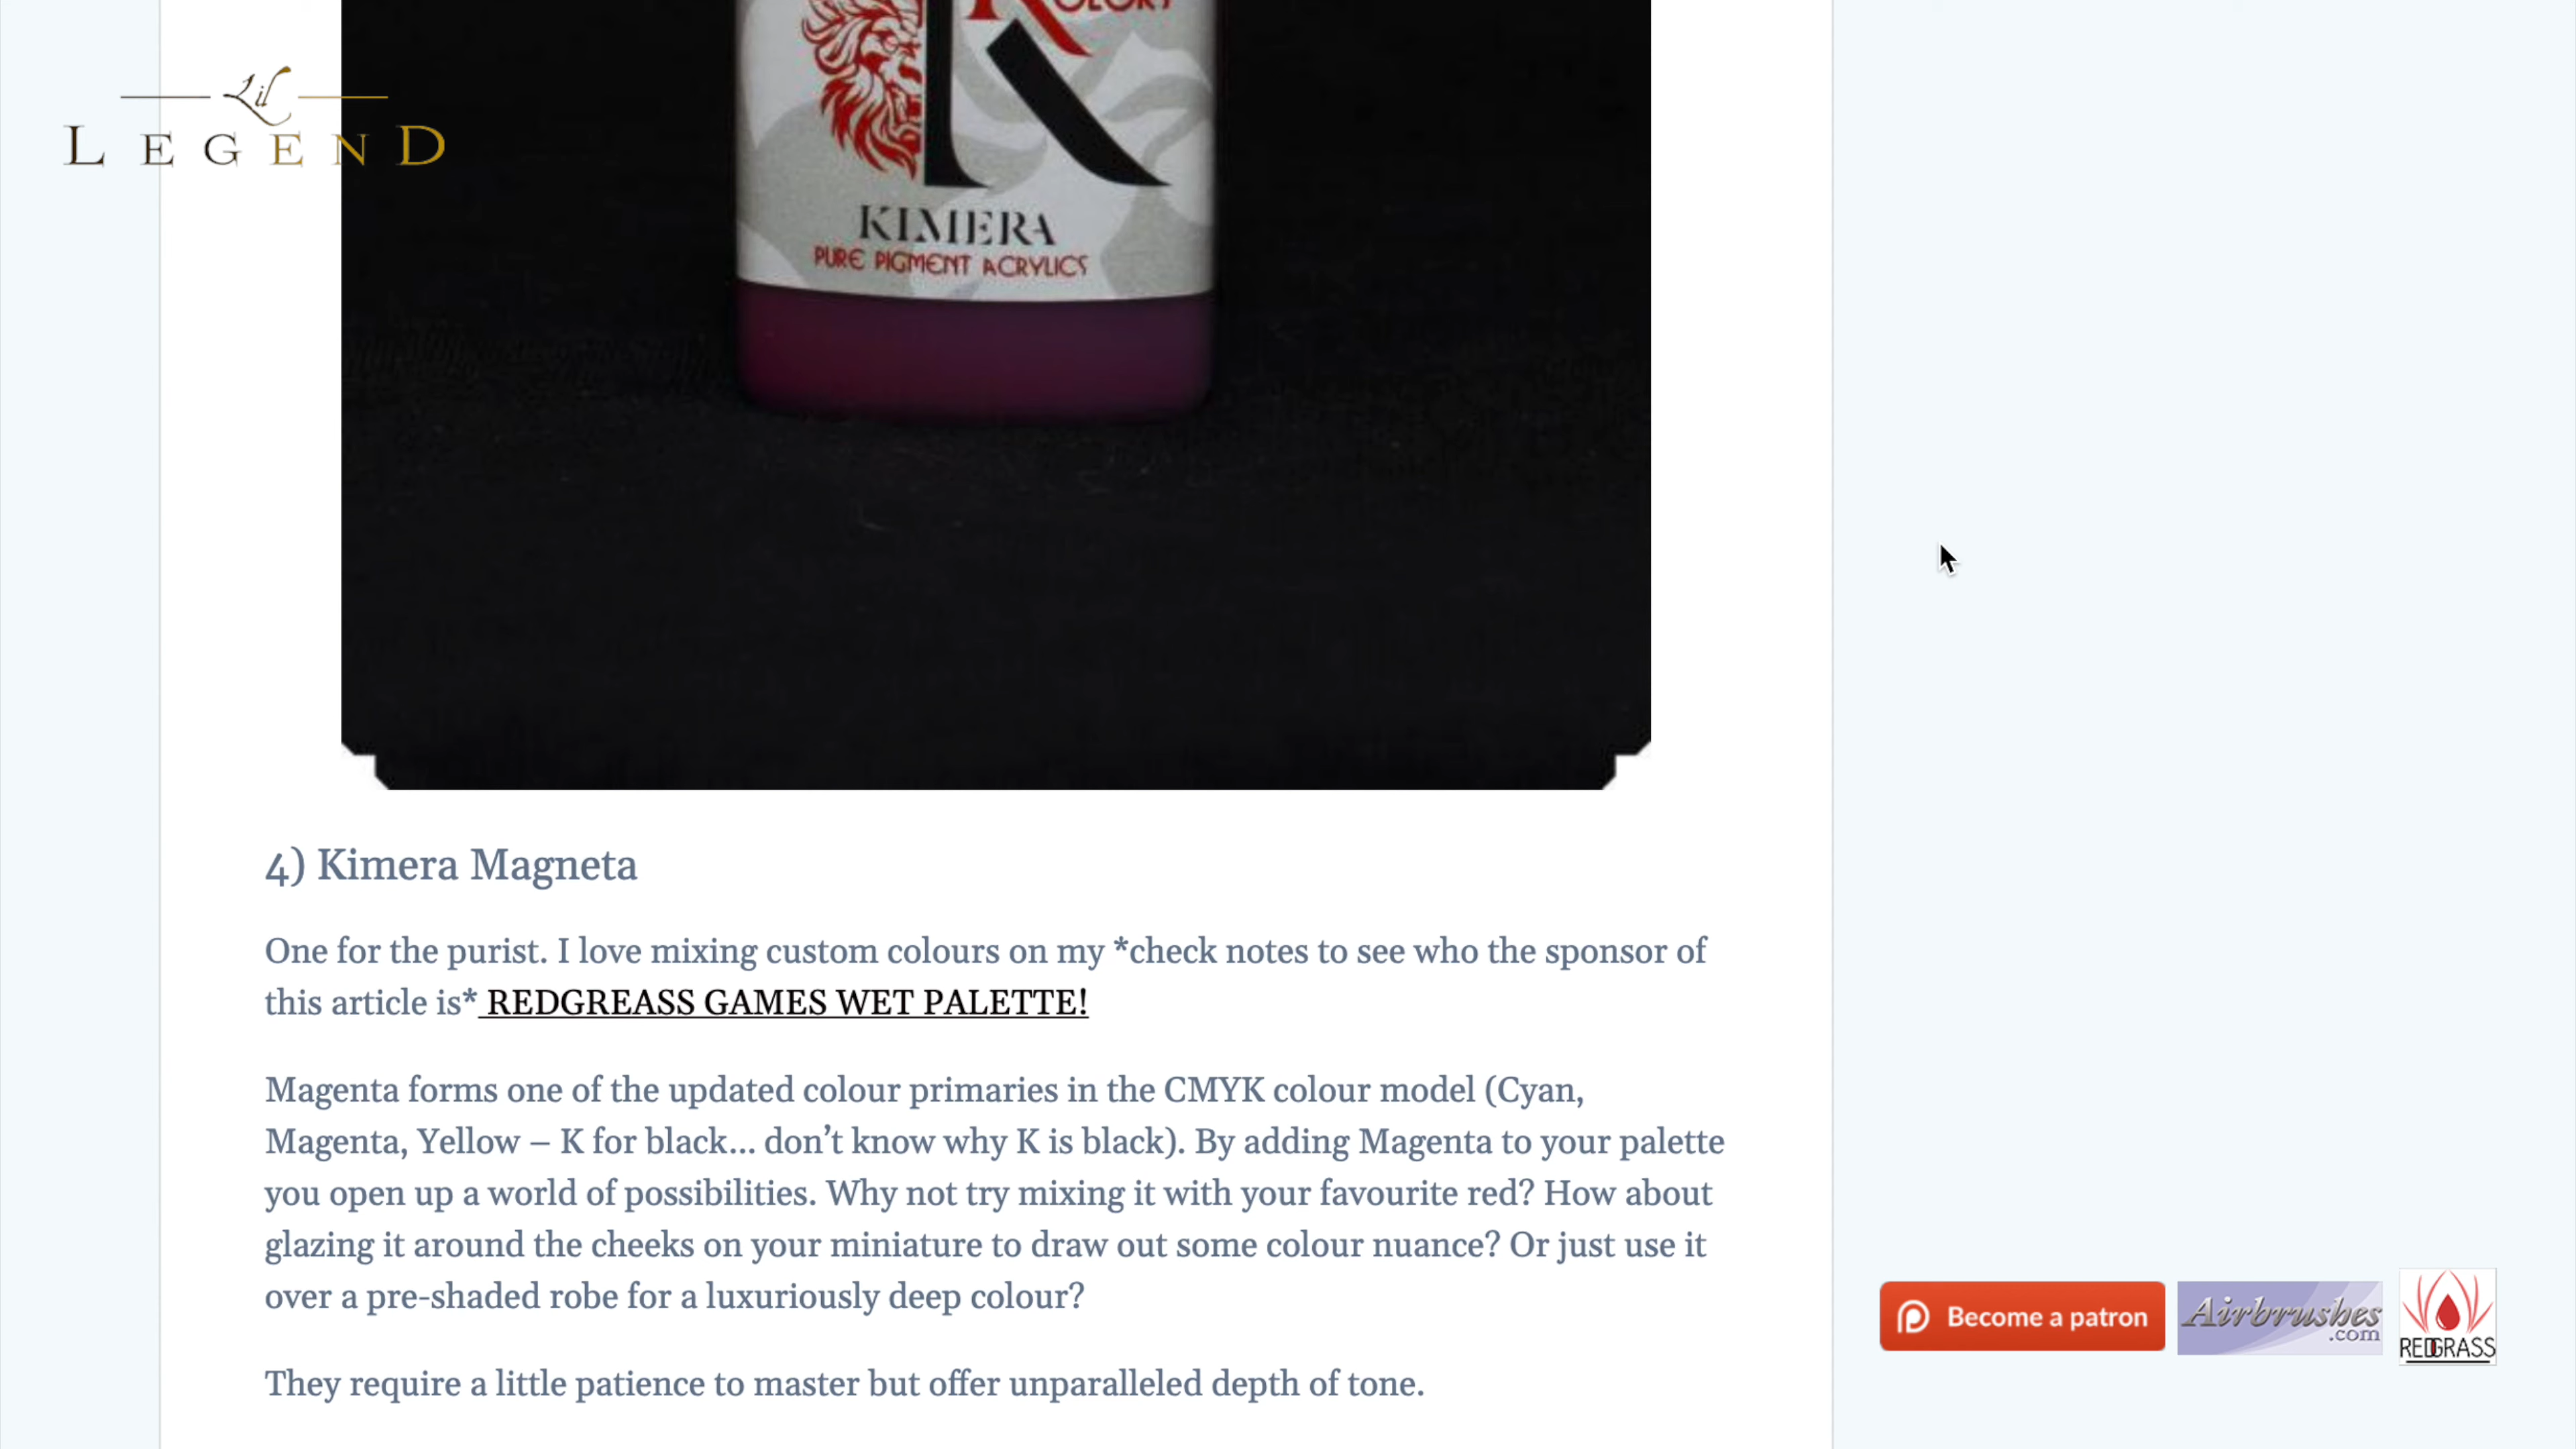 Lil
LEGEND
KIMERA
PURE PIGMENT ACRYLICS
4) Kimera Magneta
One for the purist. I love mixing custom colours on my *check notes to see who the sponsor of
this article is* REDGREASS GAMES WET PALETTE!
Magenta forms one of the updated colour primaries in the CMYK colour model (Cyan,
Magenta, Yellow – K for black... don’t know why K is black). By adding Magenta to your palette
you open up a world of possibilities. Why not try mixing it with your favourite red? How about
glazing it around the cheeks on your miniature to draw out some colour nuance? Or just use it
over a pre-shaded robe for a luxuriously deep colour?
They require a little patience to master but offer unparalleled depth of tone.
Become a patron
Airbrushes
.com
REDGRASS